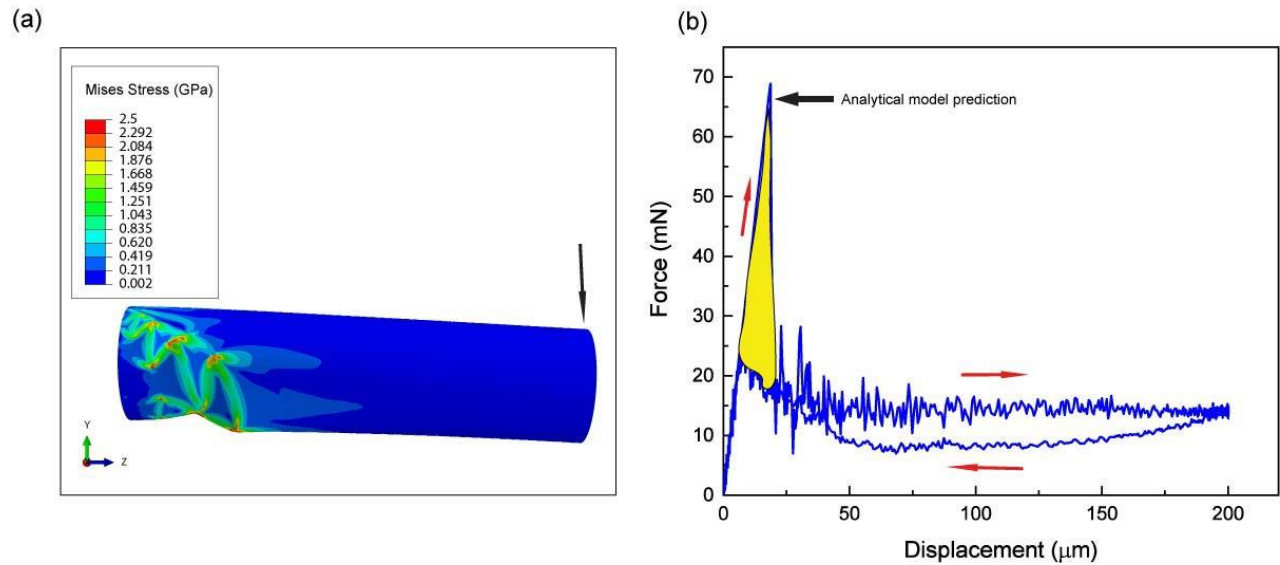 (a)
Mises Stress (GPa)
2.5
2.292
2.084
1.876
1.668
1.459
1.251
1.043
0.835
0.620
0.419
0.211
0.002
Y
Z
(b)
Force (mN)
70
60
50
40
30
20
10
0
Analytical model prediction
0 50 100 150 200
Displacement (μm)